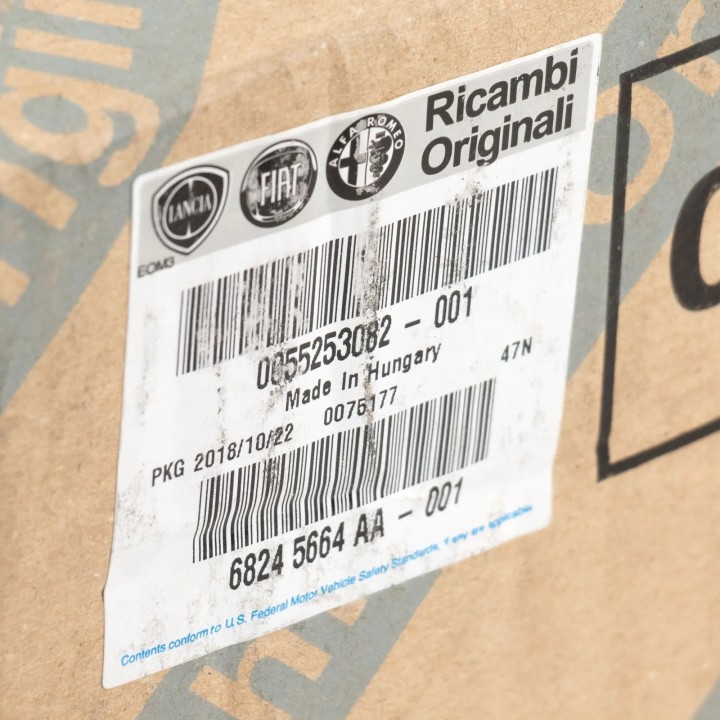 Ricambi
Originali
LANCIA
FIAT
ALFA ROMEO
EOM3
0055253082 - 001
Made In Hungary
47N
PKG 2018/10/22 0075177
6824 5664 AA - 001
Contents conform to U.S. Federal Motor Vehicle Safety Standards, if any are applicable.